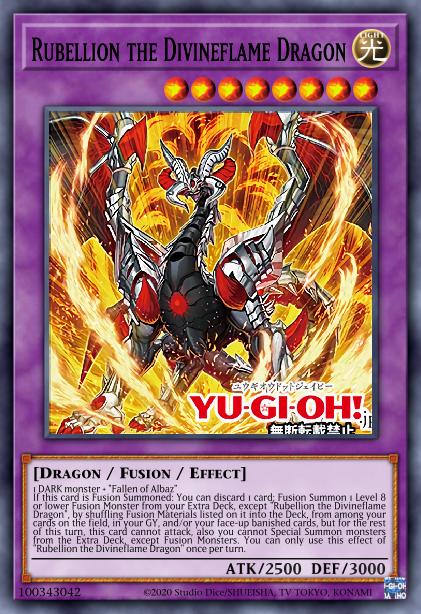 Rubellion the Divineflame Dragon
LIGHT
光
ユウギオウドットジェイピー
YU-GI-OH!
.jp
無断転載禁止
[Dragon / Fusion / Effect]
1 DARK monster + "Fallen of Albaz"
If this card is Fusion Summoned: You can discard 1 card; Fusion Summon 1 Level 8
or lower Fusion Monster from your Extra Deck, except "Rubellion the Divineflame
Dragon", by shuffling Fusion Materials listed on it into the Deck, from among your
cards on the field, in your GY, and/or your face-up banished cards, but for the rest
of this turn, this card cannot attack, also you cannot Special Summon monsters
from the Extra Deck, except Fusion Monsters. You can only use this effect of
"Rubellion the Divineflame Dragon" once per turn.
ATK/2500 DEF/3000
100343042
©2020 Studio Dice/SHUEISHA, TV TOKYO, KONAMI